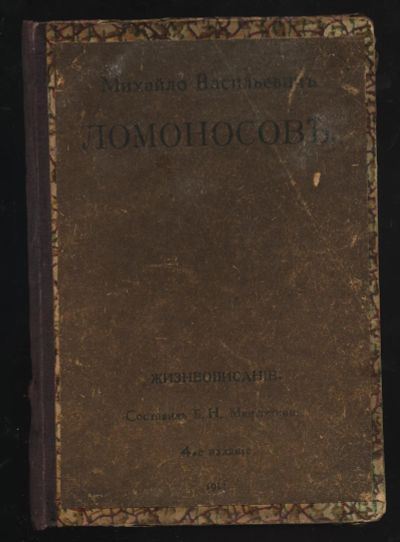 Михайло Васильевичъ
ЛОМОНОСОВЪ.
ЖИЗНЕОПИСАНІЕ.
Составилъ Б. Н.
4-е изданіе